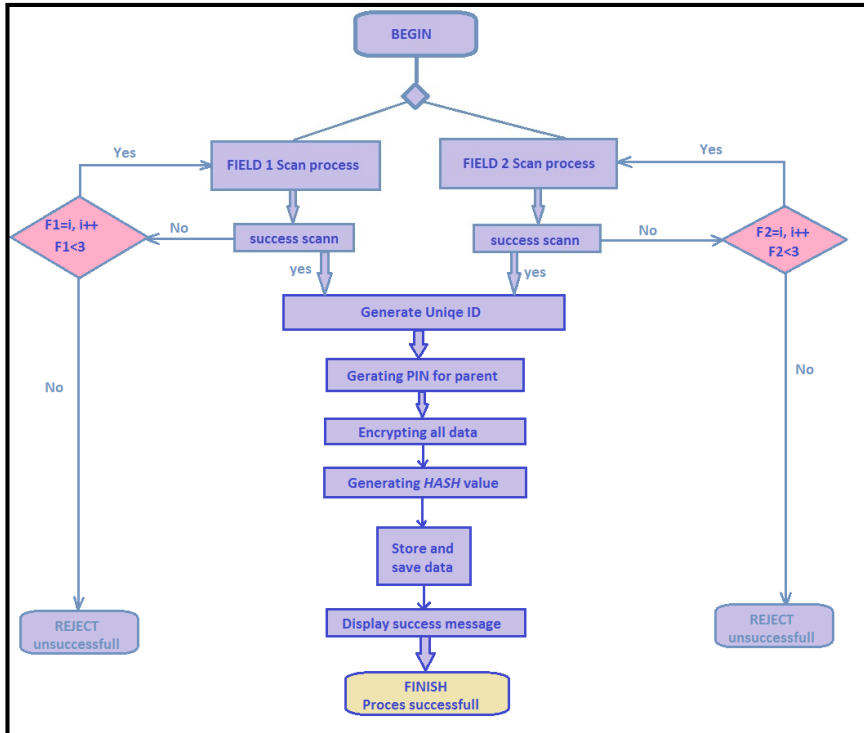 BEGIN
Yes
FIELD 1 Scan process
FIELD 2 Scan process
Yes
F1=i, i++
F1<3
No
success scann
success scann
No
F2=i, i++
F2<3
yes
yes
Generate Uniqe ID
Gerating PIN for parent
No
No
Encrypting all data
Generating HASH value
Store and
save data
Display success message
REJECT
unsuccessfull
REJECT
unsuccessfull
FINISH
Proces successfull